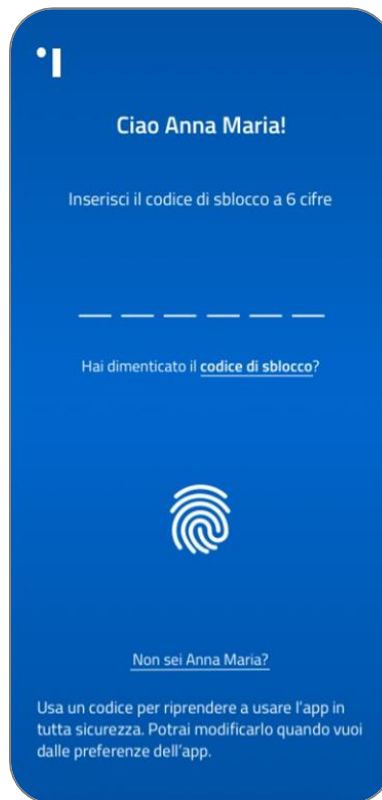 Ciao Anna Maria!
Inserisci il codice di sblocco a 6 cifre
Hai dimenticato il codice di sblocco?
Non sei Anna Maria?
Usa un codice per riprendere a usare l'app in
tutta sicurezza. Potrai modificarlo quando vuoi
dalle preferenze dell'app.